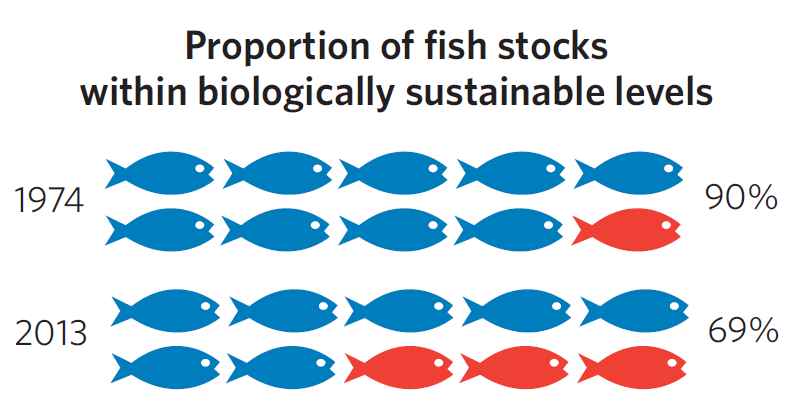 Proportion of fish stocks
within biologically sustainable levels
1974
90%
2013
69%